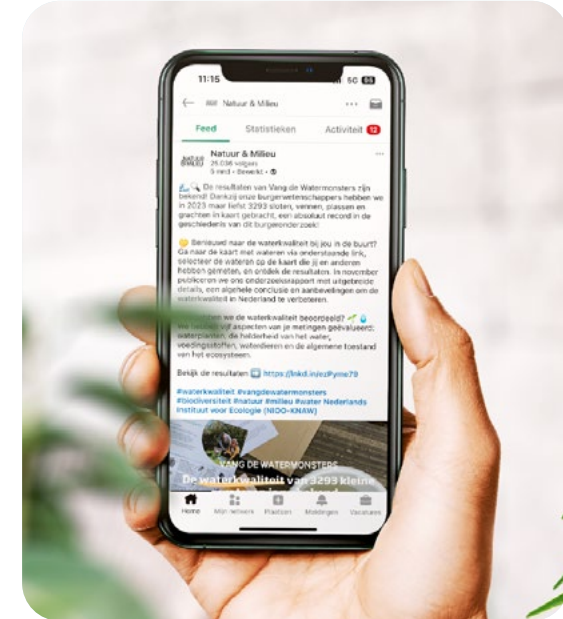 11:15
5G 66
Natuur & Milieu
Feed Statistieken Activiteit 12
NATUUR & MILIEU
Natuur & Milieu
25.036 volgers
5 mnd • Bewerkt •
De resultaten van Vang de Watermonsters zijn
bekend! Dankzij onze burgerwetenschappers hebben we
in 2023 maar liefst 3293 sloten, vennen, plassen en
grachten in kaart gebracht, een absoluut record in de
geschiedenis van dit burgeronderzoek!
Benieuwd naar de waterkwaliteit bij jou in de buurt?
Ga naar de kaart met wateren via onderstaande link,
selecteer de wateren op de kaart die jij en anderen
hebben gemeten, en ontdek de resultaten. In november
publiceren we ons onderzoeksrapport met uitgebreide
details, een algehele conclusie en aanbevelingen om de
waterkwaliteit in Nederland te verbeteren.
hebben we de waterkwaliteit beoordeeld?
We hebben vijf aspecten van je metingen geëvalueerd:
waterplanten, de helderheid van het water,
voedingsstoffen, waterdieren en de algemene toestand
van het ecosysteem.
Bekijk de resultaten https://lnkd.in/ezPyme79
#waterkwaliteit #vangdewatermonsters
#biodiversiteit #natuur #milieu #water Nederlands
Instituut voor Ecologie (NIOO-KNAW)
VANG DE WATERMONSTERS
De waterkwaliteit van 3293 kleine
Home Mijn netwerk Plaatsen Meldingen Vacatures